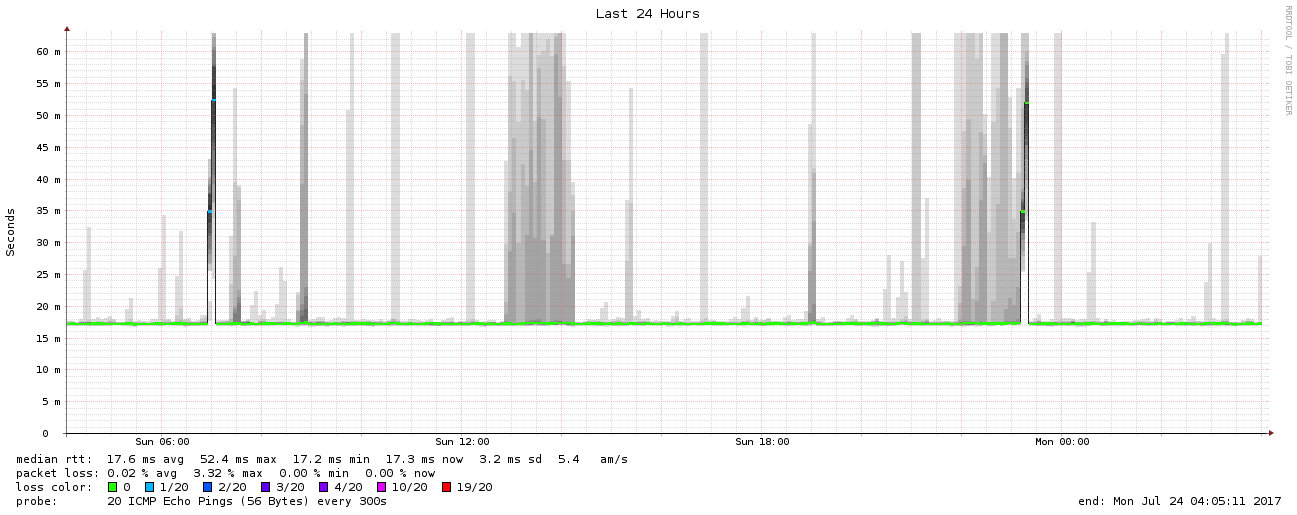 Last 24 Hours
RRDTOOL / TOBI OETIKER
Seconds
60 m
55 m
50 m
45 m
40 m
35 m
30 m
25 m
20 m
15 m
10 m
5 m
0
Sun 06:00 Sun 12:00 Sun 18:00 Mon 00:00
median rtt: 17.6 ms avg 52.4 ms max 17.2 ms min 17.3 ms now 3.2 ms sd 5.4 am/s
packet loss: 0.02 % avg 3.32 % max 0.00 % min 0.00 % now
loss color: 0 1/20 2/20 3/20 4/20 10/20 19/20
probe: 20 ICMP Echo Pings (56 Bytes) every 300s end: Mon Jul 24 04:05:11 2017